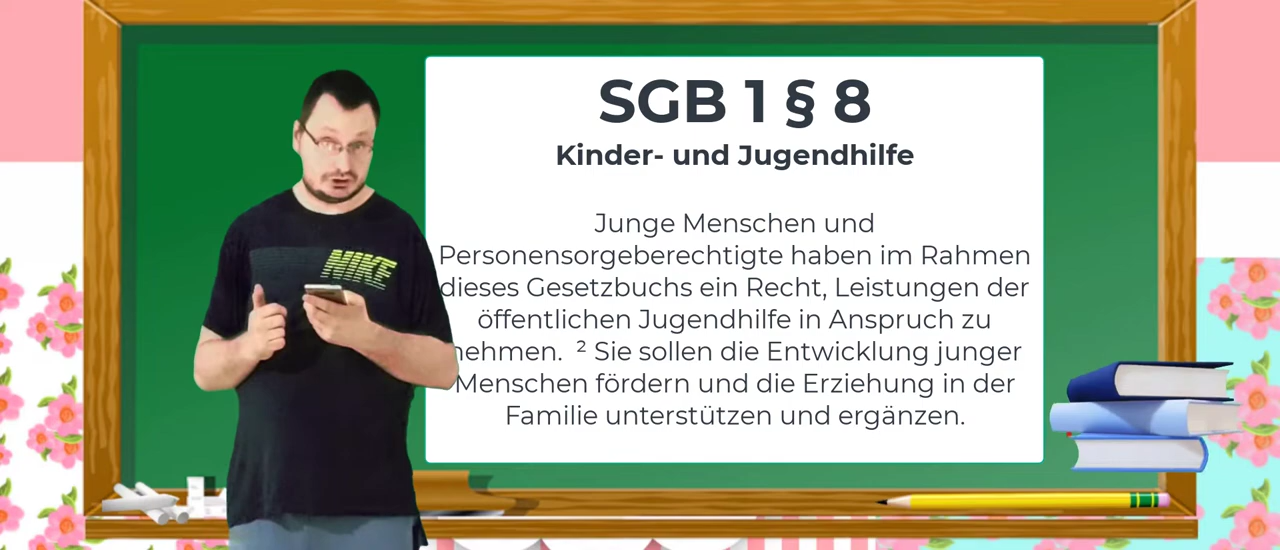 SGB 1 § 8
Kinder- und Jugendhilfe
Junge Menschen und
Personensorgeberechtigte haben im Rahmen
dieses Gesetzbuchs ein Recht, Leistungen der
öffentlichen Jugendhilfe in Anspruch zu
nehmen. ² Sie sollen die Entwicklung junger
Menschen fördern und die Erziehung in der
Familie unterstützen und ergänzen.
NIKE